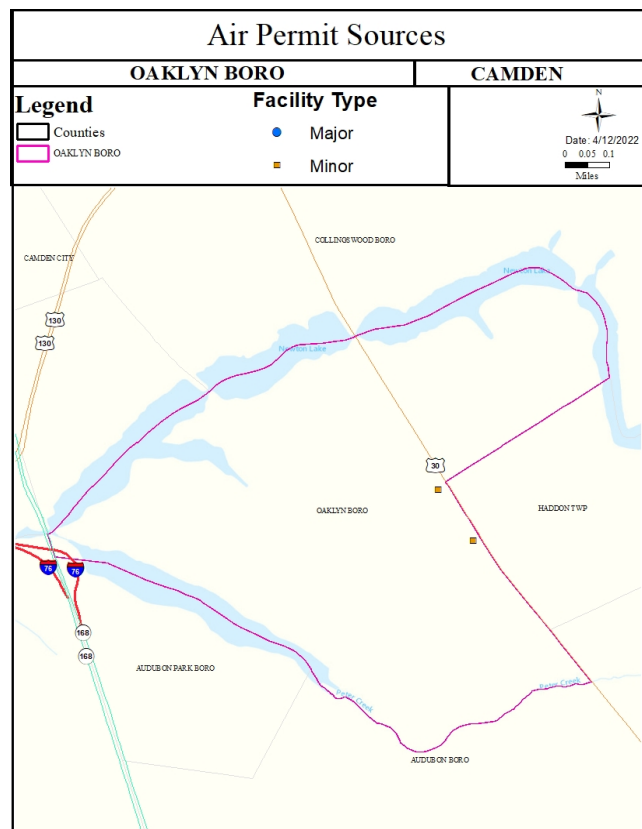 Air Permit Sources
OAKLYN BORO
CAMDEN
Legend
Counties
OAKLYN BORO
Facility Type
Major
Minor
N
Date: 4/12/2022
0 0.05 0.1
Miles
COLLINGSWOOD BORO
CAMDEN CITY
Newton Lake
130
130
Newton Lake
30
OAKLYN BORO
HADDON TWP
76
76
168
168
AUDUBON PARK BORO
Peter Creek
Peter Creek
AUDUBON BORO